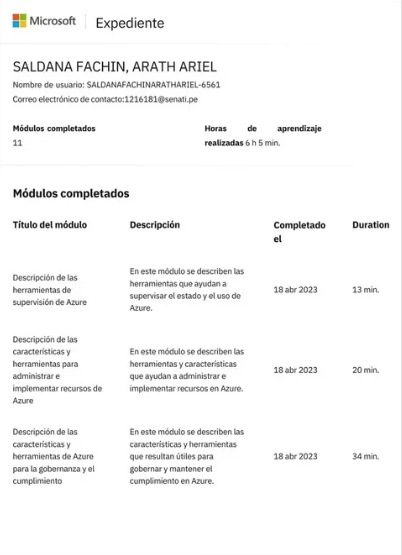 Microsoft Expediente
SALDANA FACHIN, ARATH ARIEL
Nombre de usuario: SALDANAFACHINARATHARIEL-6561
Correo electrónico de contacto:1216181@senati.pe
Módulos completados
11
Horas de aprendizaje
realizadas 6 h 5 min.
Módulos completados
Título del módulo
Descripción
Completado
el
Duration
Descripción de las
herramientas de
supervisión de Azure
En este módulo se describen las
herramientas que ayudan a
supervisar el estado y el uso de
Azure.
18 abr 2023
13 min.
Descripción de las
características y
herramientas para
administrar e
implementar recursos de
Azure
En este módulo se describen las
herramientas y características
que ayudan a administrar e
implementar recursos en Azure.
18 abr 2023
20 min.
Descripción de las
características y
herramientas de Azure
para la gobernanza y el
cumplimiento
En este módulo se describen las
características y herramientas
que resultan útiles para
gobernar y mantener el
cumplimiento en Azure.
18 abr 2023
34 min.